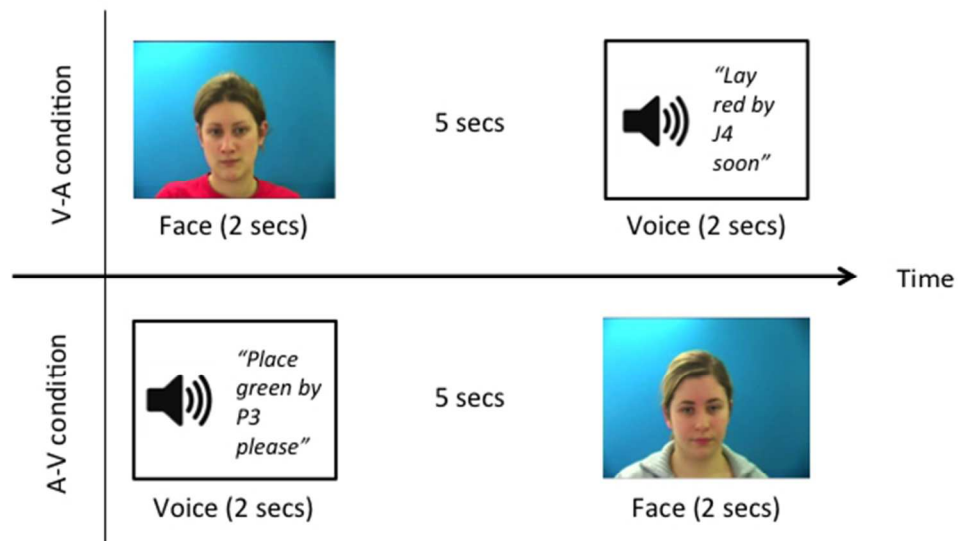 V-A condition
5 secs
“Lay
red by
J4
soon”
Face (2 secs)
Voice (2 secs)
Time
A-V condition
“Place
green by
P3
please”
5 secs
Voice (2 secs)
Face (2 secs)